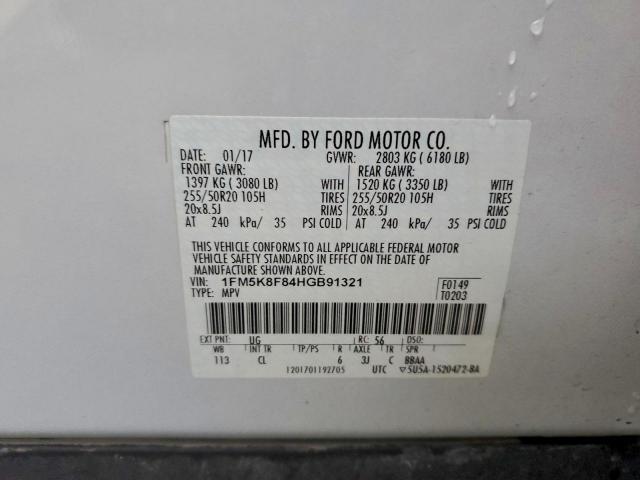 MFD. BY FORD MOTOR CO.
DATE: 01/17 GVWR: 2803 KG ( 6180 LB)
FRONT GAWR: REAR GAWR:
1397 KG ( 3080 LB) WITH 1520 KG ( 3350 LB) WITH
255/50R20 105H TIRES 255/50R20 105H TIRES
20x8.5J RIMS 20x8.5J RIMS
AT 240 kPa/ 35 PSI COLD AT 240 kPa/ 35 PSI COLD
THIS VEHICLE CONFORMS TO ALL APPLICABLE FEDERAL MOTOR
VEHICLE SAFETY STANDARDS IN EFFECT ON THE DATE OF
MANUFACTURE SHOWN ABOVE.
VIN: 1FM5K8F84HGB91321 F0149
TYPE: MPV T0203
EXT PNT: UG RC: 56 DSO:
WB INT TR TP/PS R AXLE TR SPR
113 CL 6 3J C BBAA
1201701192705 UTC ▽5U5A-1520472-BA